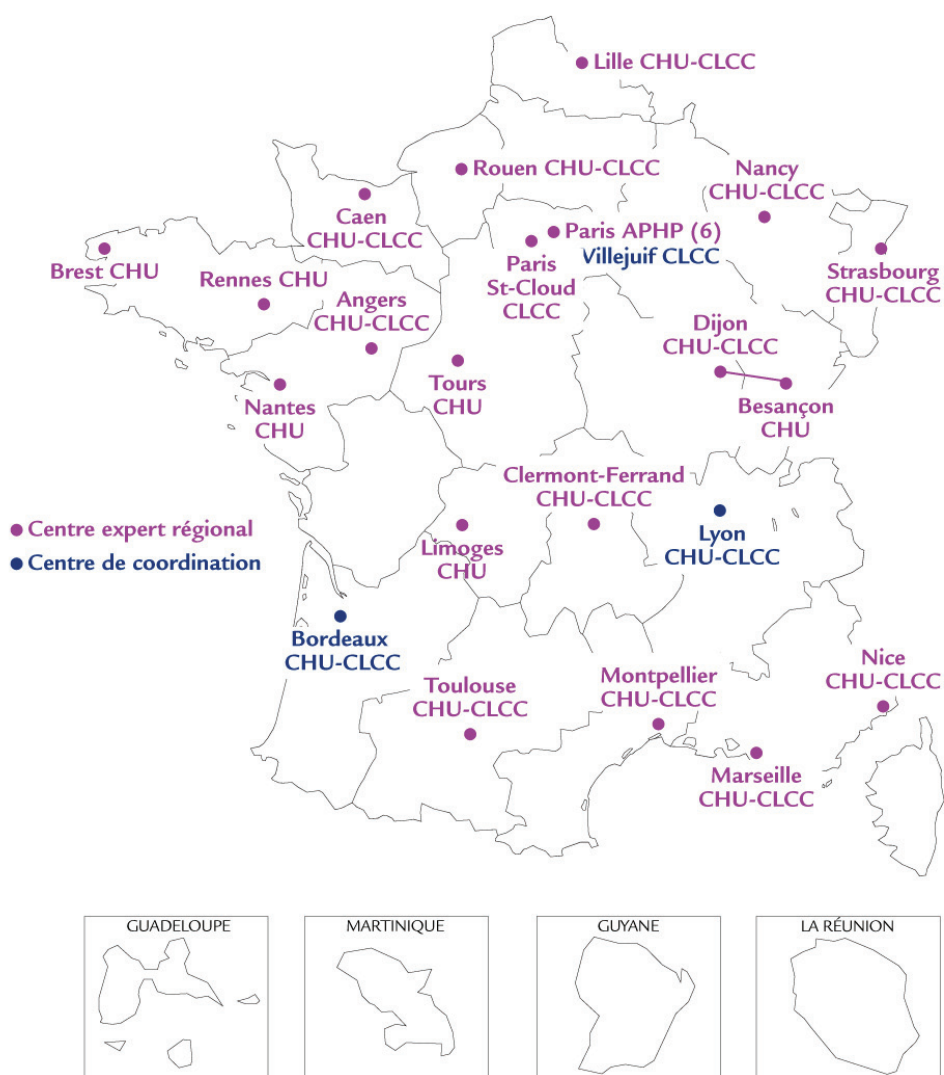 Lille CHU-CLCC
Rouen CHU-CLCC
Nancy
CHU-CLCC
Caen
CHU-CLCC
Paris APHP (6)
Villejuif CLCC
Paris
St-Cloud
CLCC
Brest CHU
Rennes CHU
Strasbourg
CHU-CLCC
Angers
CHU-CLCC
Dijon
CHU-CLCC
Tours
CHU
Nantes
CHU
Besançon
CHU
Clermont-Ferrand
CHU-CLCC
Centre expert régional
Centre de coordination
Limoges
CHU
Lyon
CHU-CLCC
Bordeaux
CHU-CLCC
Toulouse
CHU-CLCC
Montpellier
CHU-CLCC
Nice
CHU-CLCC
Marseille
CHU-CLCC
GUADELOUPE
MARTINIQUE
GUYANE
LA RÉUNION